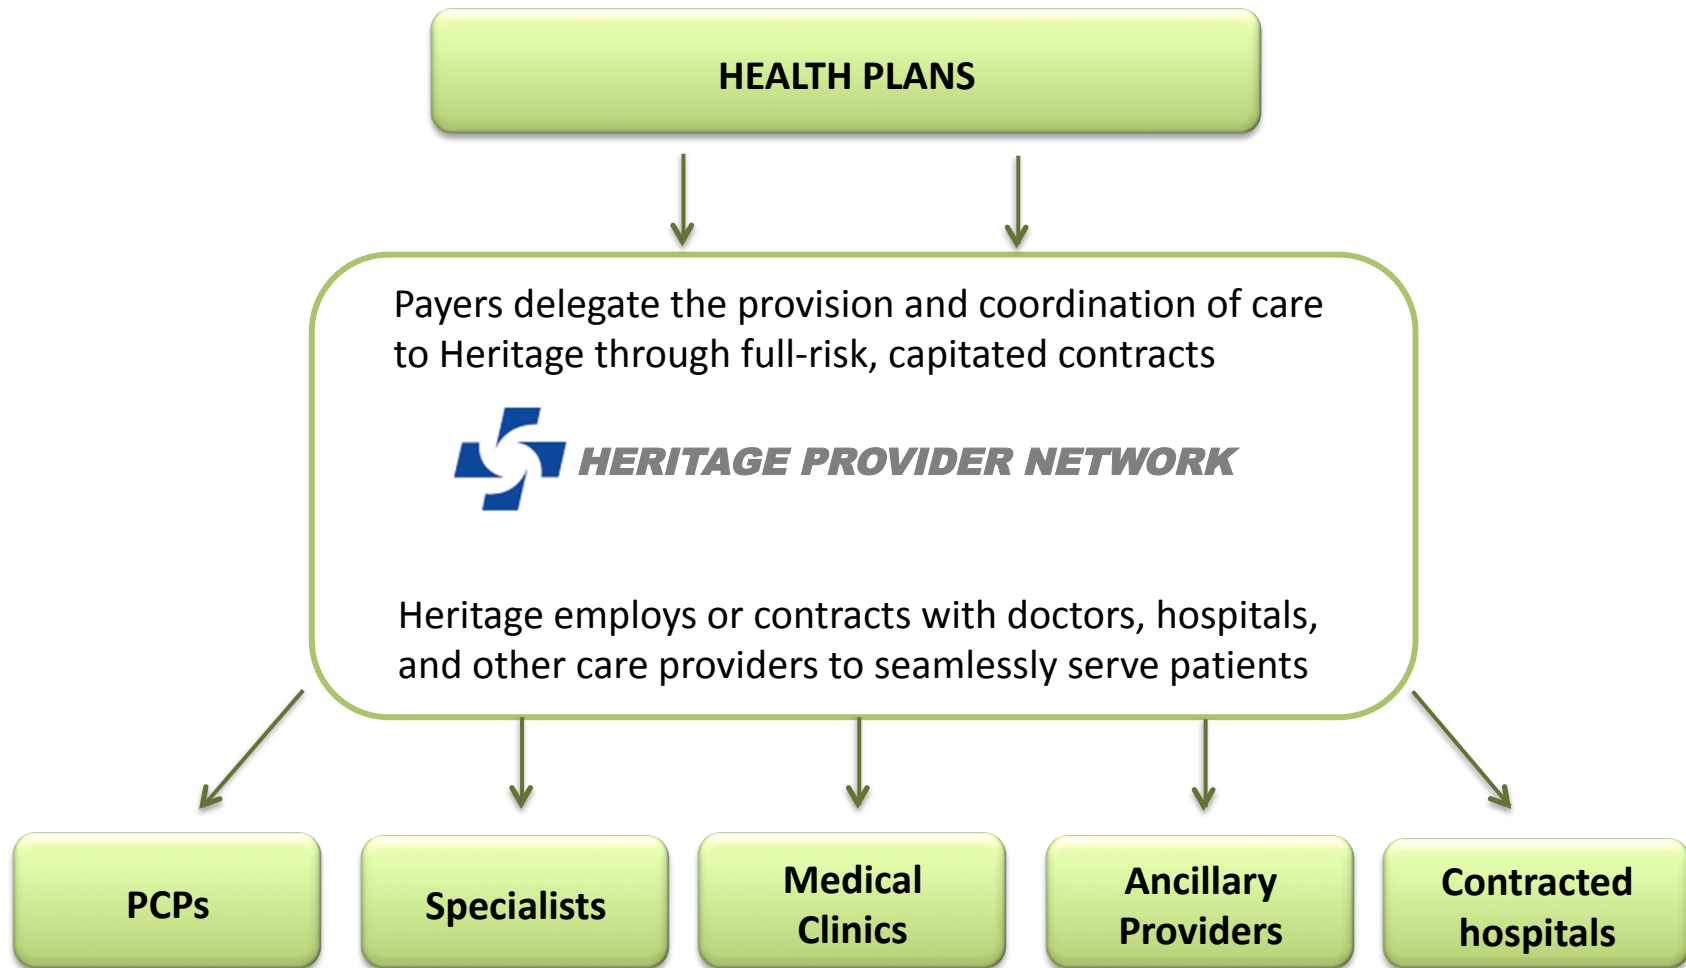 HEALTH PLANS
Payers delegate the provision and coordination of care
to Heritage through full-risk, capitated contracts
HERITAGE PROVIDER NETWORK
Heritage employs or contracts with doctors, hospitals,
and other care providers to seamlessly serve patients
PCPs
Specialists
Medical
Clinics
Ancillary
Providers
Contracted
hospitals